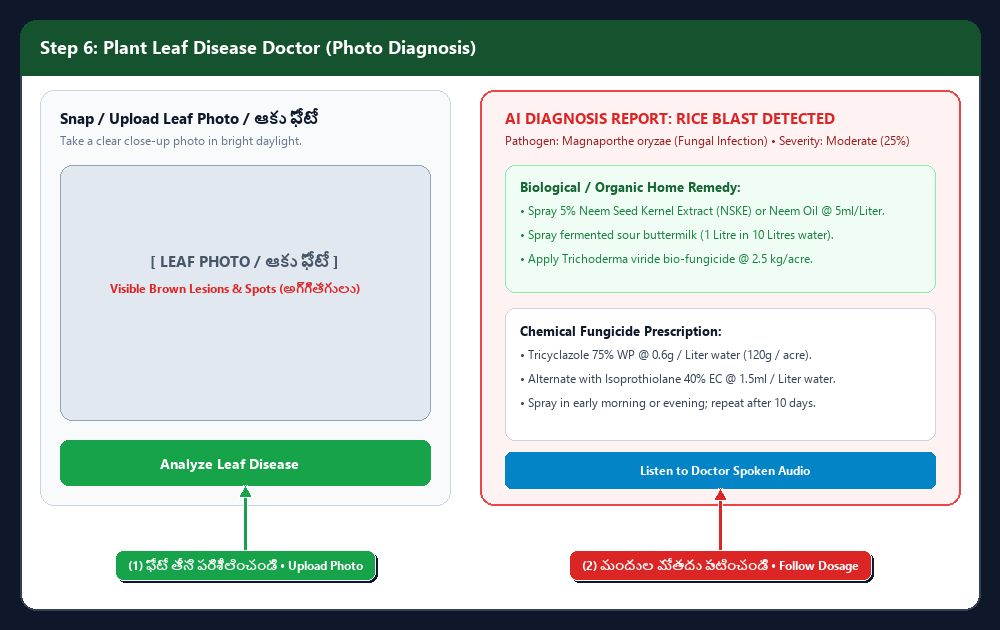 Step 6: Plant Leaf Disease Doctor (Photo Diagnosis)
Snap / Upload Leaf Photo / ఆకు ఫోటో
Take a clear close-up photo in bright daylight.
[ LEAF PHOTO / ఆకు ఫోటో ]
Visible Brown Lesions & Spots (అగ్గితెగులు)
Analyze Leaf Disease
(1) ఫోటో తీసి పరిశీలించండి • Upload Photo
AI DIAGNOSIS REPORT: RICE BLAST DETECTED
Pathogen: Magnaporthe oryzae (Fungal Infection) • Severity: Moderate (25%)
Biological / Organic Home Remedy:
• Spray 5% Neem Seed Kernel Extract (NSKE) or Neem Oil @ 5ml/Liter.
• Spray fermented sour buttermilk (1 Litre in 10 Litres water).
• Apply Trichoderma viride bio-fungicide @ 2.5 kg/acre.
Chemical Fungicide Prescription:
• Tricyclazole 75% WP @ 0.6g / Liter water (120g / acre).
• Alternate with Isoprothiolane 40% EC @ 1.5ml / Liter water.
• Spray in early morning or evening; repeat after 10 days.
Listen to Doctor Spoken Audio
(2) మందుల మోతాదు పాటించండి • Follow Dosage